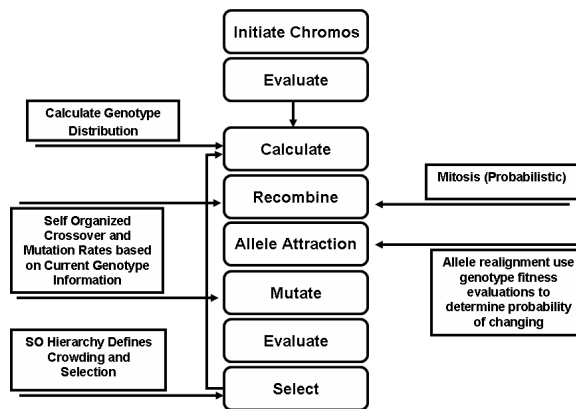 Initiate Chromos
Evaluate
Calculate Genotype
Distribution
Calculate
Mitosis (Probabilistic)
Recombine
Self Organized
Crossover and
Mutation Rates based
on Current Genotype
Information
Allele Attraction
Allele realignment use
genotype fitness
evaluations to
determine probability
of changing
Mutate
Evaluate
SO Hierarchy Defines
Crowding and
Selection
Select